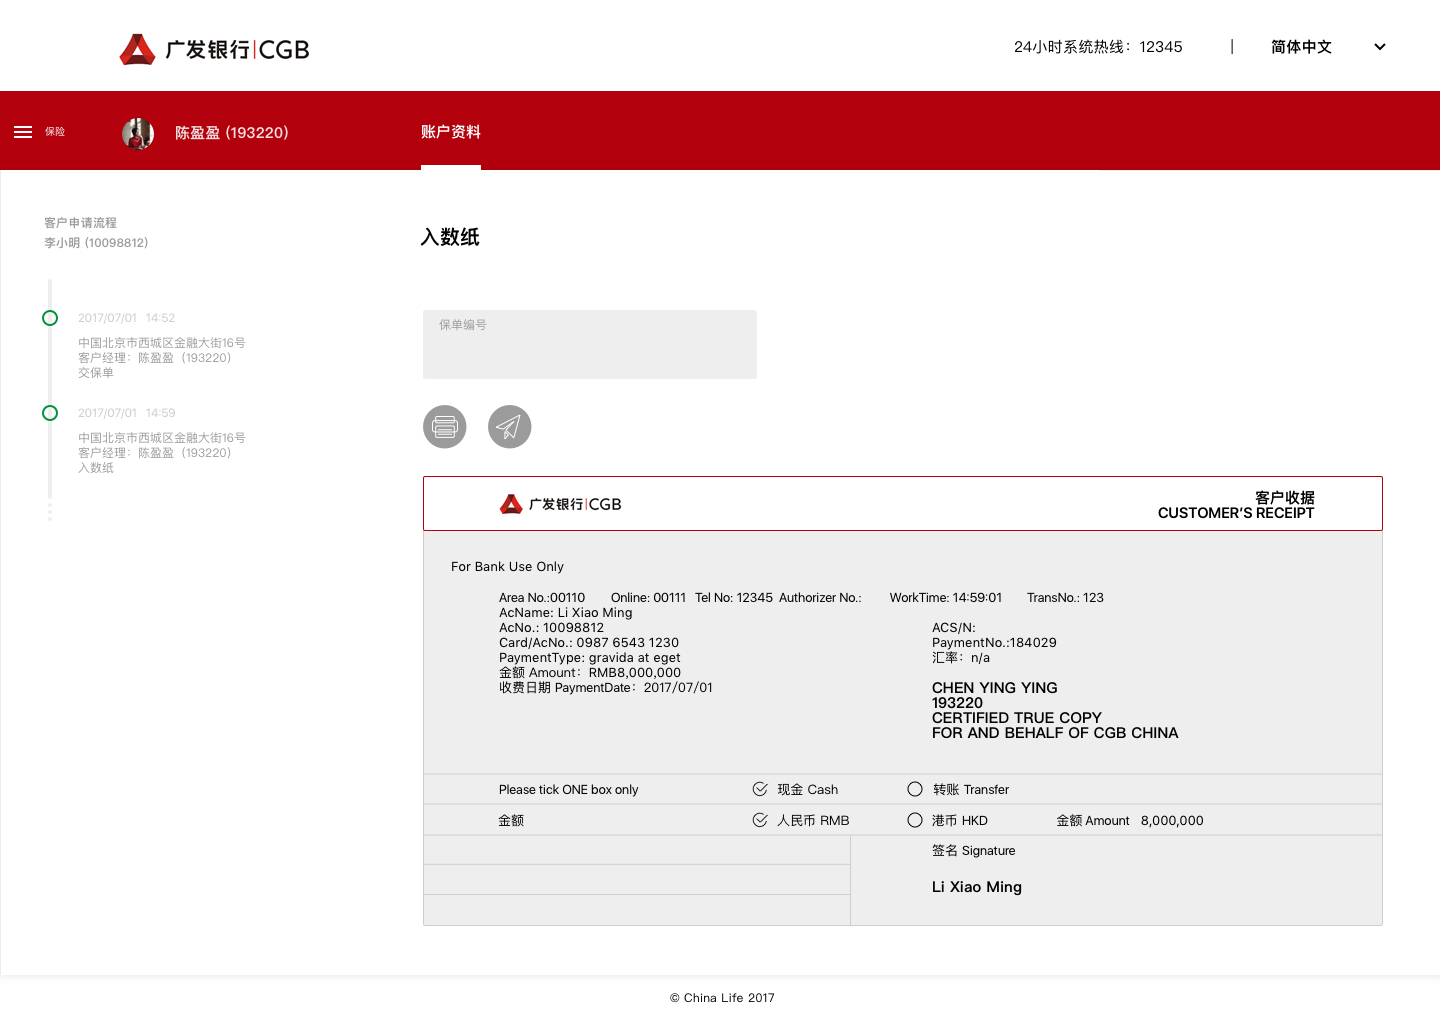 广发银行|CGB
24小时系统热线：12345 | 简体中文
保险
陈盈盈 (193220)
账户资料
客户申请流程
李小明 (10098812)
2017/07/01 14:52
中国北京市西城区金融大街16号
客户经理：陈盈盈（193220）
交保单
2017/07/01 14:59
中国北京市西城区金融大街16号
客户经理：陈盈盈（193220）
入数纸
入数纸
保单编号
广发银行|CGB
客户收据
CUSTOMER'S RECEIPT
For Bank Use Only
Area No.:00110 Online: 00111 Tel No: 12345 Authorizer No.: WorkTime: 14:59:01 TransNo.: 123
AcName: Li Xiao Ming
AcNo.: 10098812
Card/AcNo.: 0987 6543 1230
PaymentType: gravida at eget
金额 Amount：RMB8,000,000
收费日期 PaymentDate：2017/07/01
ACS/N:
PaymentNo.:184029
汇率：n/a
CHEN YING YING
193220
CERTIFIED TRUE COPY
FOR AND BEHALF OF CGB CHINA
Please tick ONE box only 现金 Cash 转账 Transfer
金额 人民币 RMB 港币 HKD 金额 Amount 8,000,000
签名 Signature
Li Xiao Ming
© China Life 2017